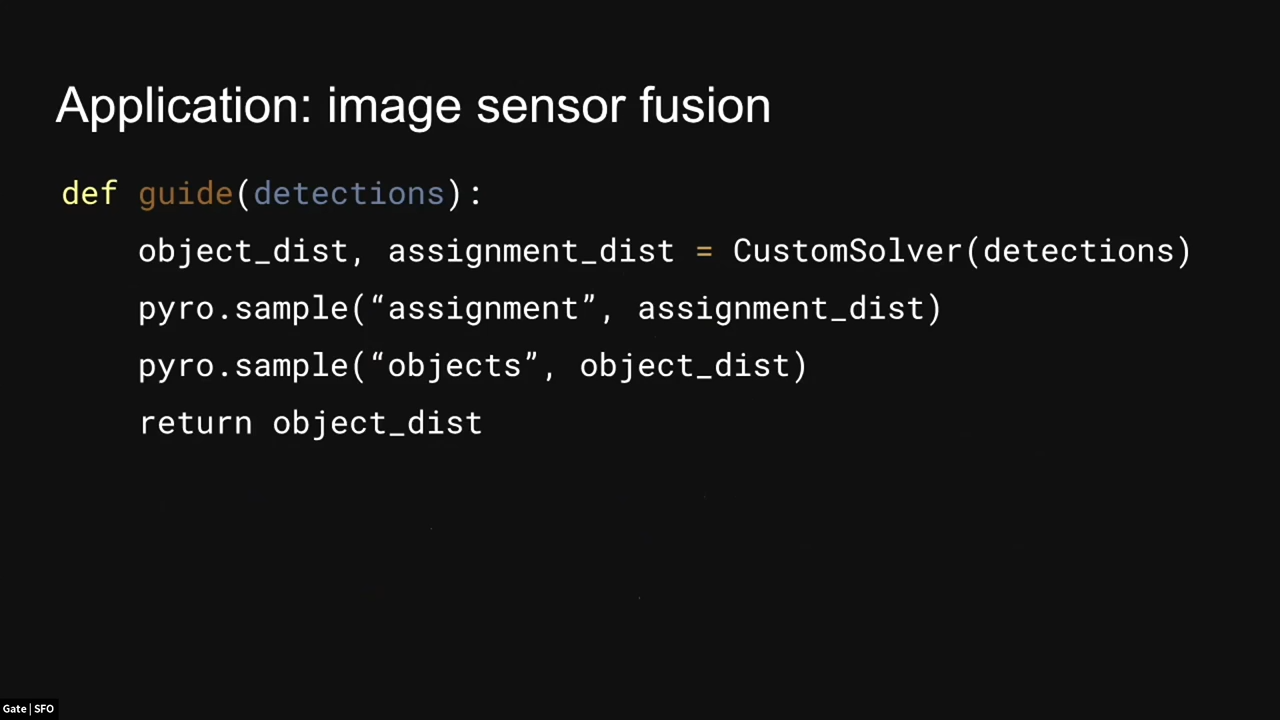 Application: image sensor fusion
def guide(detections):
    object_dist, assignment_dist = CustomSolver(detections)
    pyro.sample(“assignment”, assignment_dist)
    pyro.sample(“objects”, object_dist)
    return object_dist
Gate | SFO